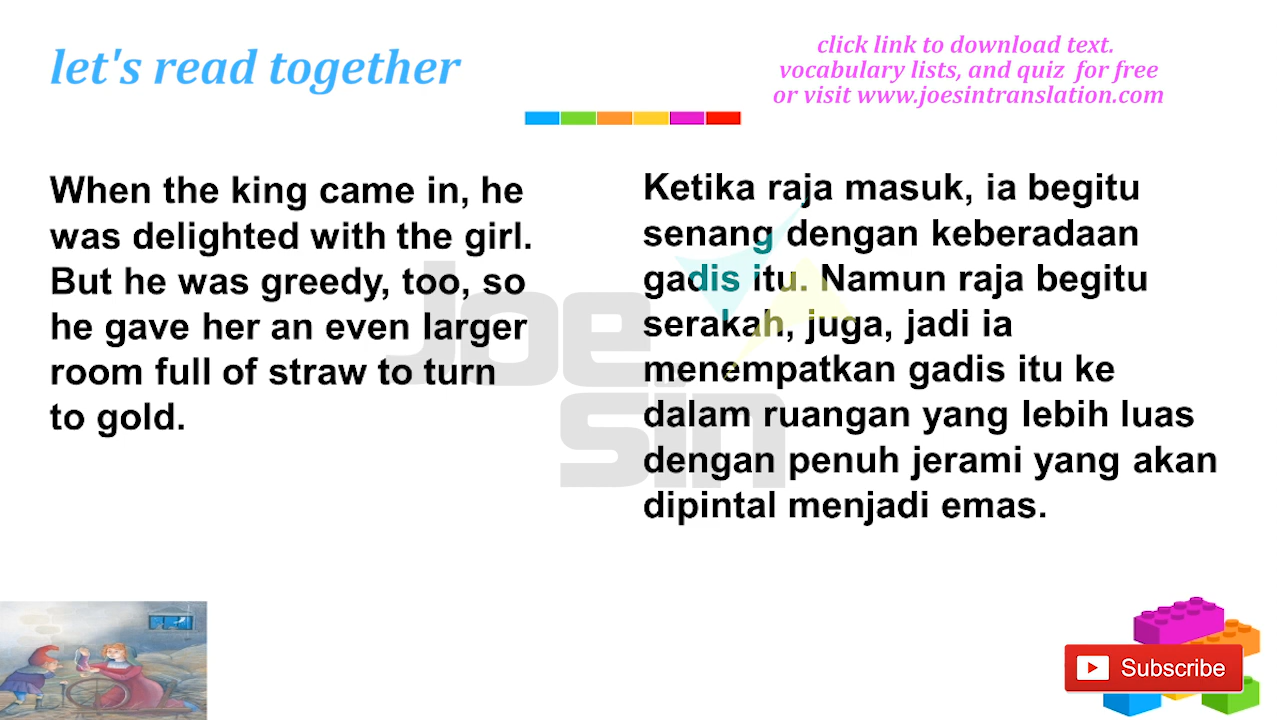 let's read together
click link to download text.
vocabulary lists, and quiz for free
or visit www.joesintranslation.com
When the king came in, he
was delighted with the girl.
But he was greedy, too, so
he gave her an even larger
room full of straw to turn
to gold.
Ketika raja masuk, ia begitu
senang dengan keberadaan
gadis itu. Namun raja begitu
serakah, juga, jadi ia
menempatkan gadis itu ke
dalam ruangan yang lebih luas
dengan penuh jerami yang akan
dipintal menjadi emas.
Joe
sin
Subscribe